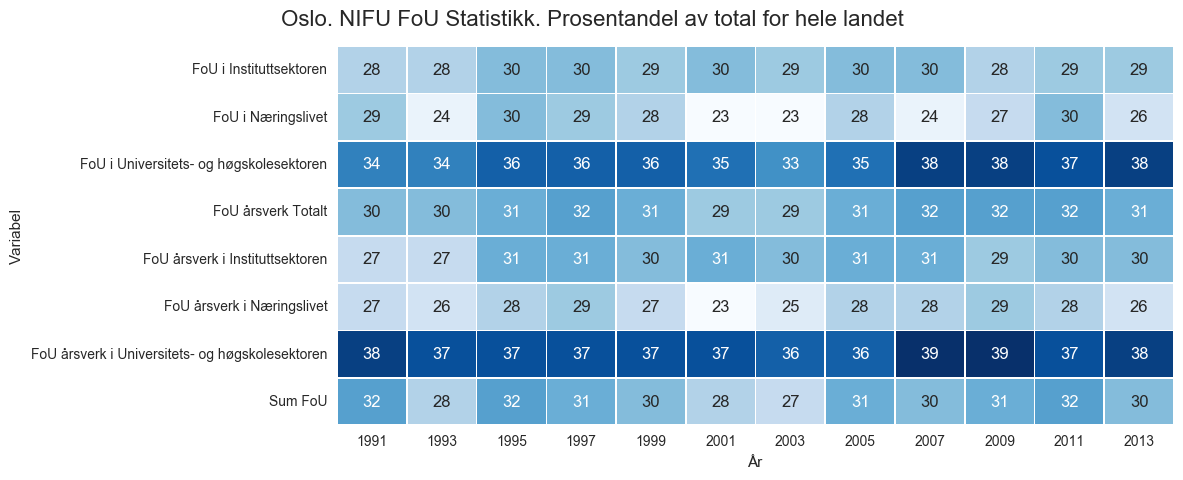 Oslo. NIFU FoU Statistikk. Prosentandel av total for hele landet
Variabel
FoU i Instituttsektoren 28 28 30 30 29 30 29 30 30 28 29 29
FoU i Næringslivet 29 24 30 29 28 23 23 28 24 27 30 26
FoU i Universitets- og høgskolesektoren 34 34 36 36 36 35 33 35 38 38 37 38
FoU årsverk Totalt 30 30 31 32 31 29 29 31 32 32 32 31
FoU årsverk i Instituttsektoren 27 27 31 31 30 31 30 31 31 29 30 30
FoU årsverk i Næringslivet 27 26 28 29 27 23 25 28 28 29 28 26
FoU årsverk i Universitets- og høgskolesektoren 38 37 37 37 37 37 36 36 39 39 37 38
Sum FoU 32 28 32 31 30 28 27 31 30 31 32 30
1991 1993 1995 1997 1999 2001 2003 2005 2007 2009 2011 2013
År